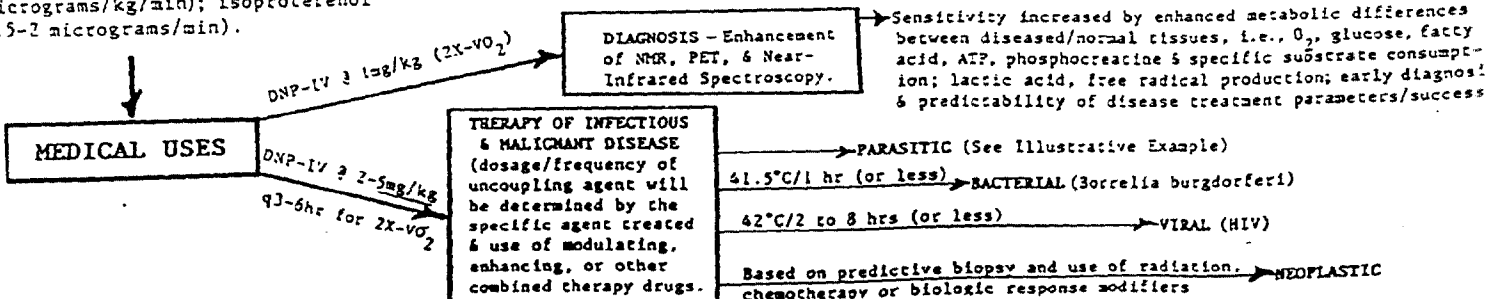 icrograms/kg/min); isoproterenol
5-2 micrograms/min).
MEDICAL USES
DNP-IV @ 1mg/kg (2X-VO2)
DIAGNOSIS – Enhancement
of NMR, PET, & Near-
Infrared Spectroscopy.
Sensitivity increased by enhanced metabolic differences
between diseased/normal tissues, i.e., O2, glucose, fatty
acid, ATP, phosphocreatine & specific substrate consumpt-
ion; lactic acid, free radical production; early diagnosi
& predictability of disease treatment parameters/success
DNP-IV @ 2-5mg/kg
q3-6hr for 2X-VO2
THERAPY OF INFECTIOUS
& MALIGNANT DISEASE
(dosage/frequency of
uncoupling agent will
be determined by the
specific agent treated
& use of modulating,
enhancing, or other
combined therapy drugs.
PARASITIC (See Illustrative Example)
41.5°C/1 hr (or less)
BACTERIAL (Borrelia burgdorferi)
42°C/2 to 8 hrs (or less)
VIRAL (HIV)
Based on predictive biopsy and use of radiation,
chemotherapy or biologic response modifiers
NEOPLASTIC